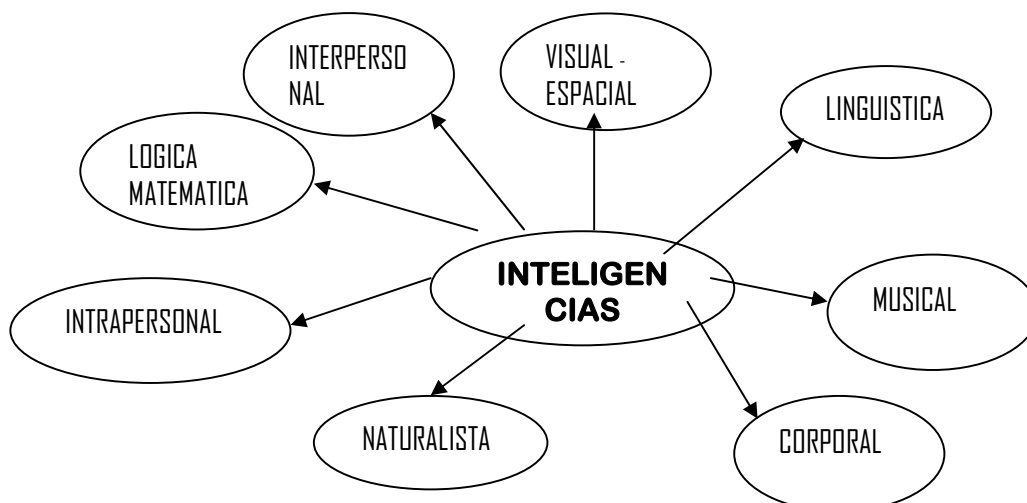 INTERPERSO
NAL
VISUAL -
ESPACIAL
LINGUISTICA
LOGICA
MATEMATICA
INTELIGEN
CIAS
INTRAPERSONAL
MUSICAL
NATURALISTA
CORPORAL